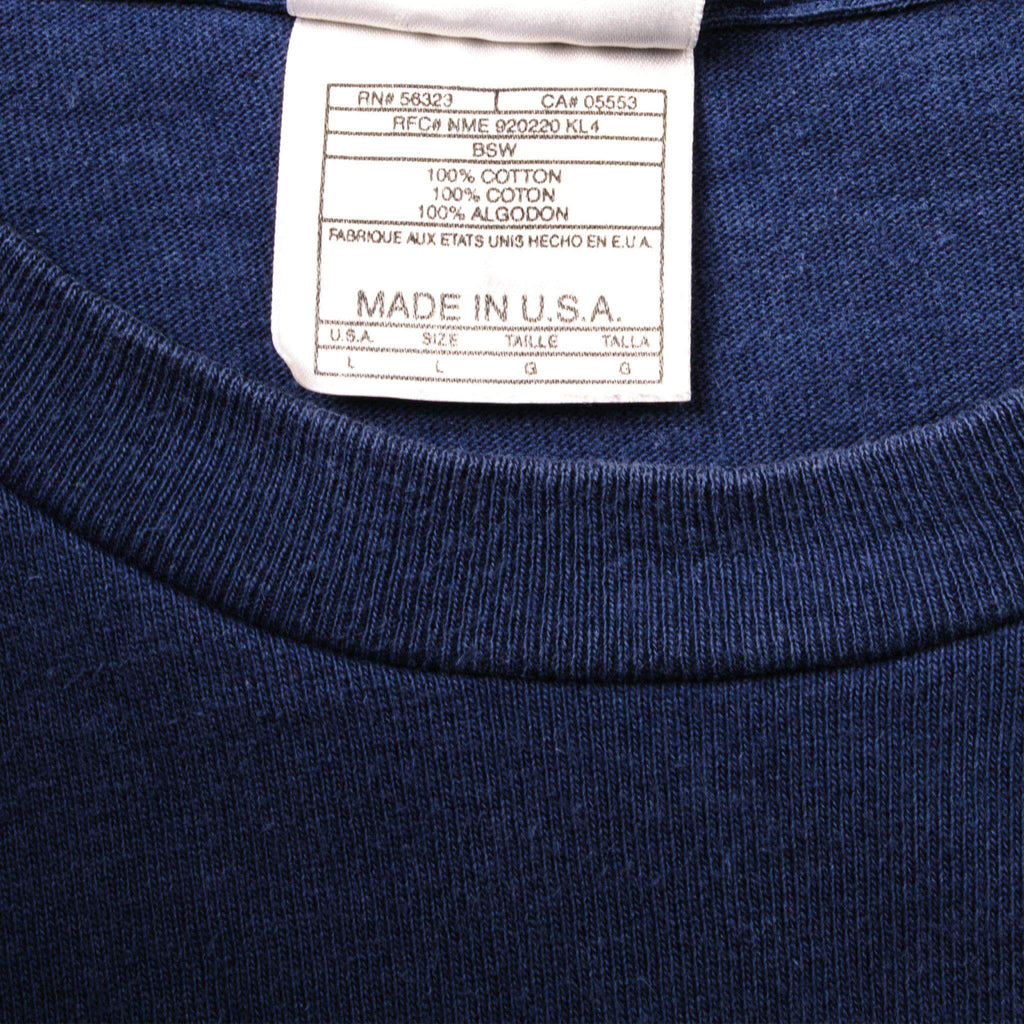 RN# 56323 CA# 05553
RFC# NME 920220 KL4
BSW
100% COTTON
100% COTON
100% ALGODON
FABRIQUE AUX ETATS UNIS HECHO EN E.U.A.
MADE IN U.S.A.
U.S.A. SIZE TAILLE TALLA
L L G G